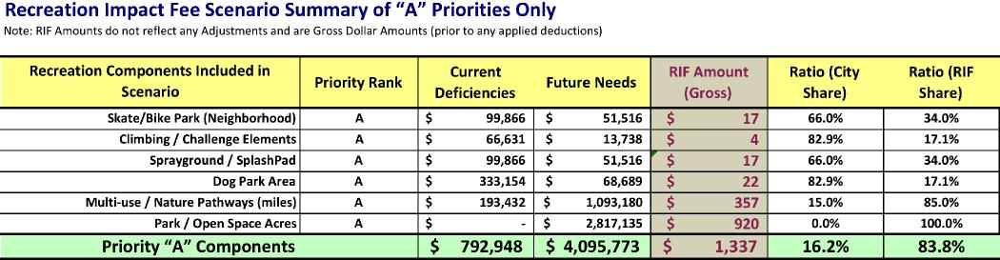 Recreation Impact Fee Scenario Summary of “A” Priorities Only
Note: RIF Amounts do not reflect any Adjustments and are Gross Dollar Amounts (prior to any applied deductions)
Recreation Components Included in Scenario Priority Rank Current Deficiencies Future Needs RIF Amount (Gross) Ratio (City Share) Ratio (RIF Share)
Skate/Bike Park (Neighborhood) A $ 99,866 $ 51,516 $ 17 66.0% 34.0%
Climbing / Challenge Elements A $ 66,631 $ 13,738 $ 4 82.9% 17.1%
Sprayground / SplashPad A $ 99,866 $ 51,516 $ 17 66.0% 34.0%
Dog Park Area A $ 333,154 $ 68,689 $ 22 82.9% 17.1%
Multi-use / Nature Pathways (miles) A $ 193,432 $ 1,093,180 $ 357 15.0% 85.0%
Park / Open Space Acres A $ - $ 2,817,135 $ 920 0.0% 100.0%
Priority “A” Components $ 792,948 $ 4,095,773 $ 1,337 16.2% 83.8%